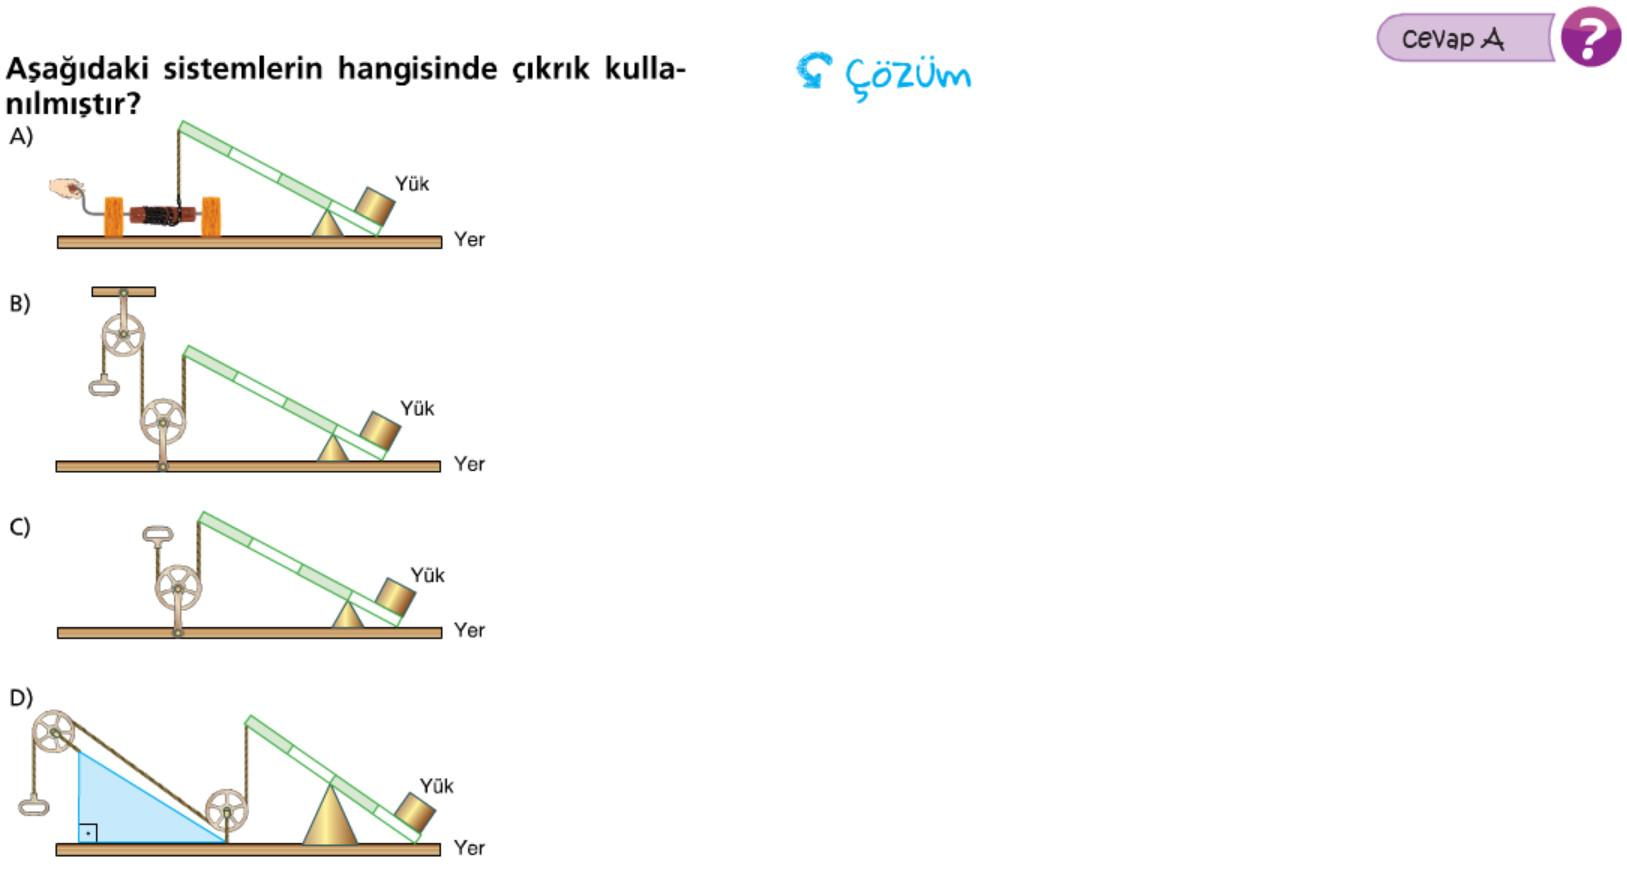 Cevap A
?
Aşağıdaki sistemlerin hangisinde çıkrık kulla-
nılmıştır?
Çözüm
A)
Yük
Yer
B)
Yük
Yer
C)
Yük
Yer
D)
Yük
Yer